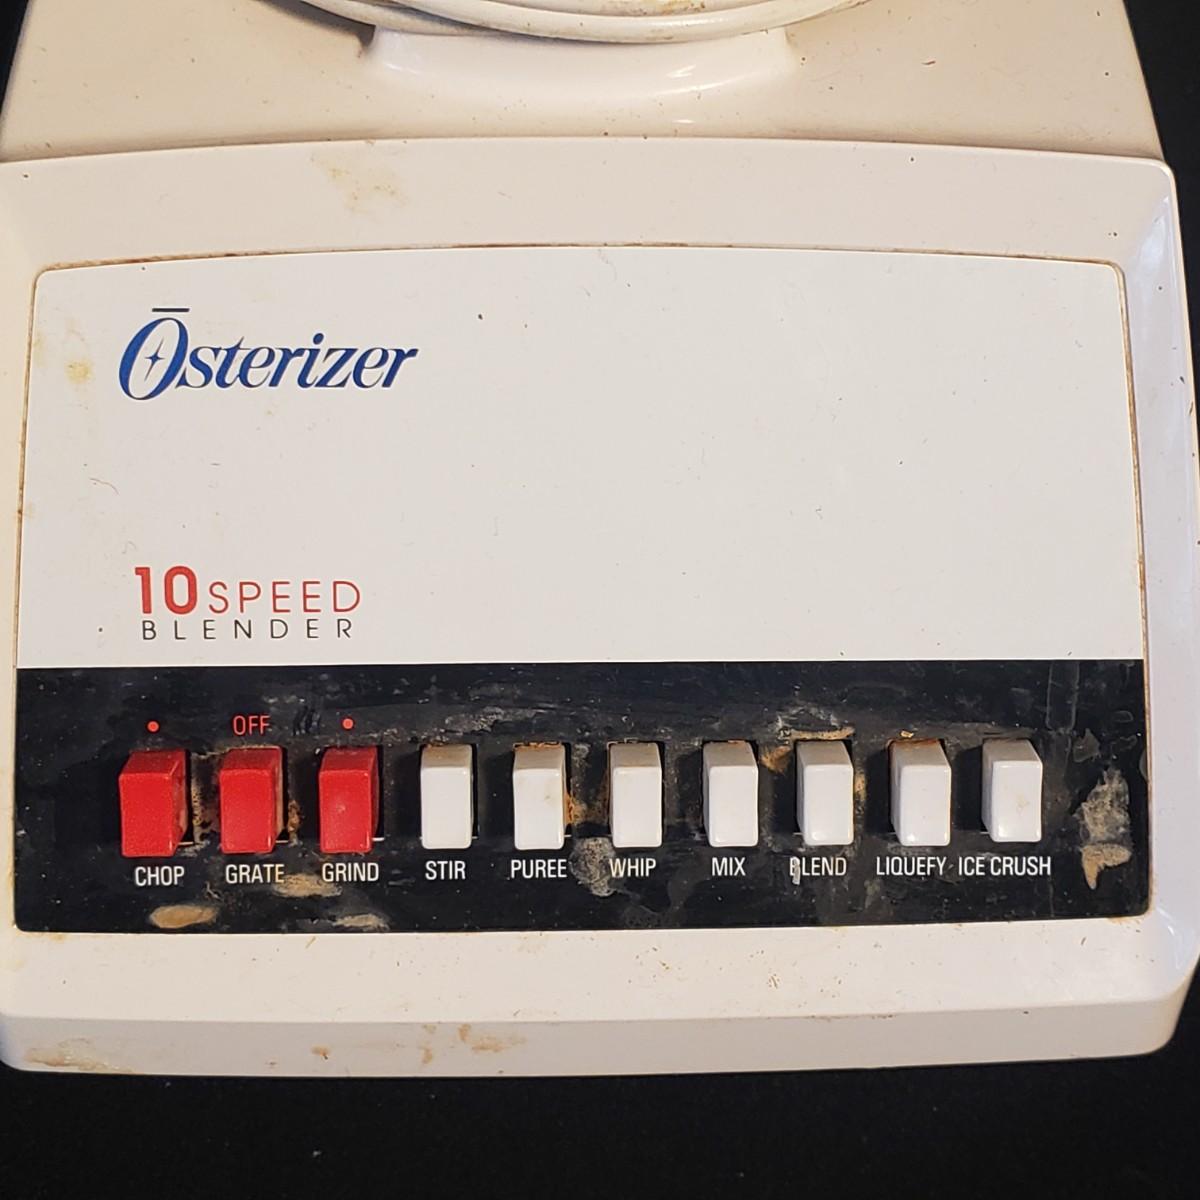 Osterizer
10 SPEED
BLENDER
• OFF •
CHOP GRATE GRIND STIR PUREE WHIP MIX BLEND LIQUEFY ICE CRUSH